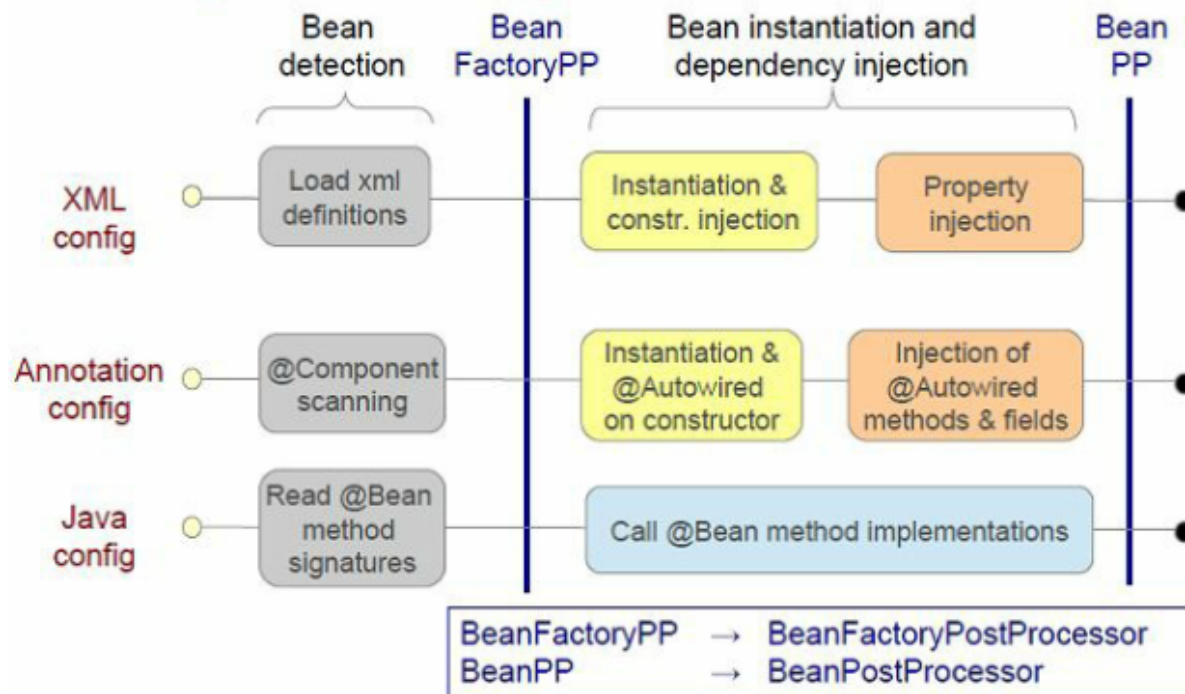 Bean
detection
Bean
FactoryPP
Bean instantiation and
dependency injection
Bean
PP
XML
config
Load xml
definitions
Instantiation &
constr. injection
Property
injection
Annotation
config
@Component
scanning
Instantiation &
@Autowired
on constructor
Injection of
@Autowired
methods & fields
Java
config
Read @Bean
method
signatures
Call @Bean method implementations
BeanFactoryPP → BeanFactoryPostProcessor
BeanPP → BeanPostProcessor